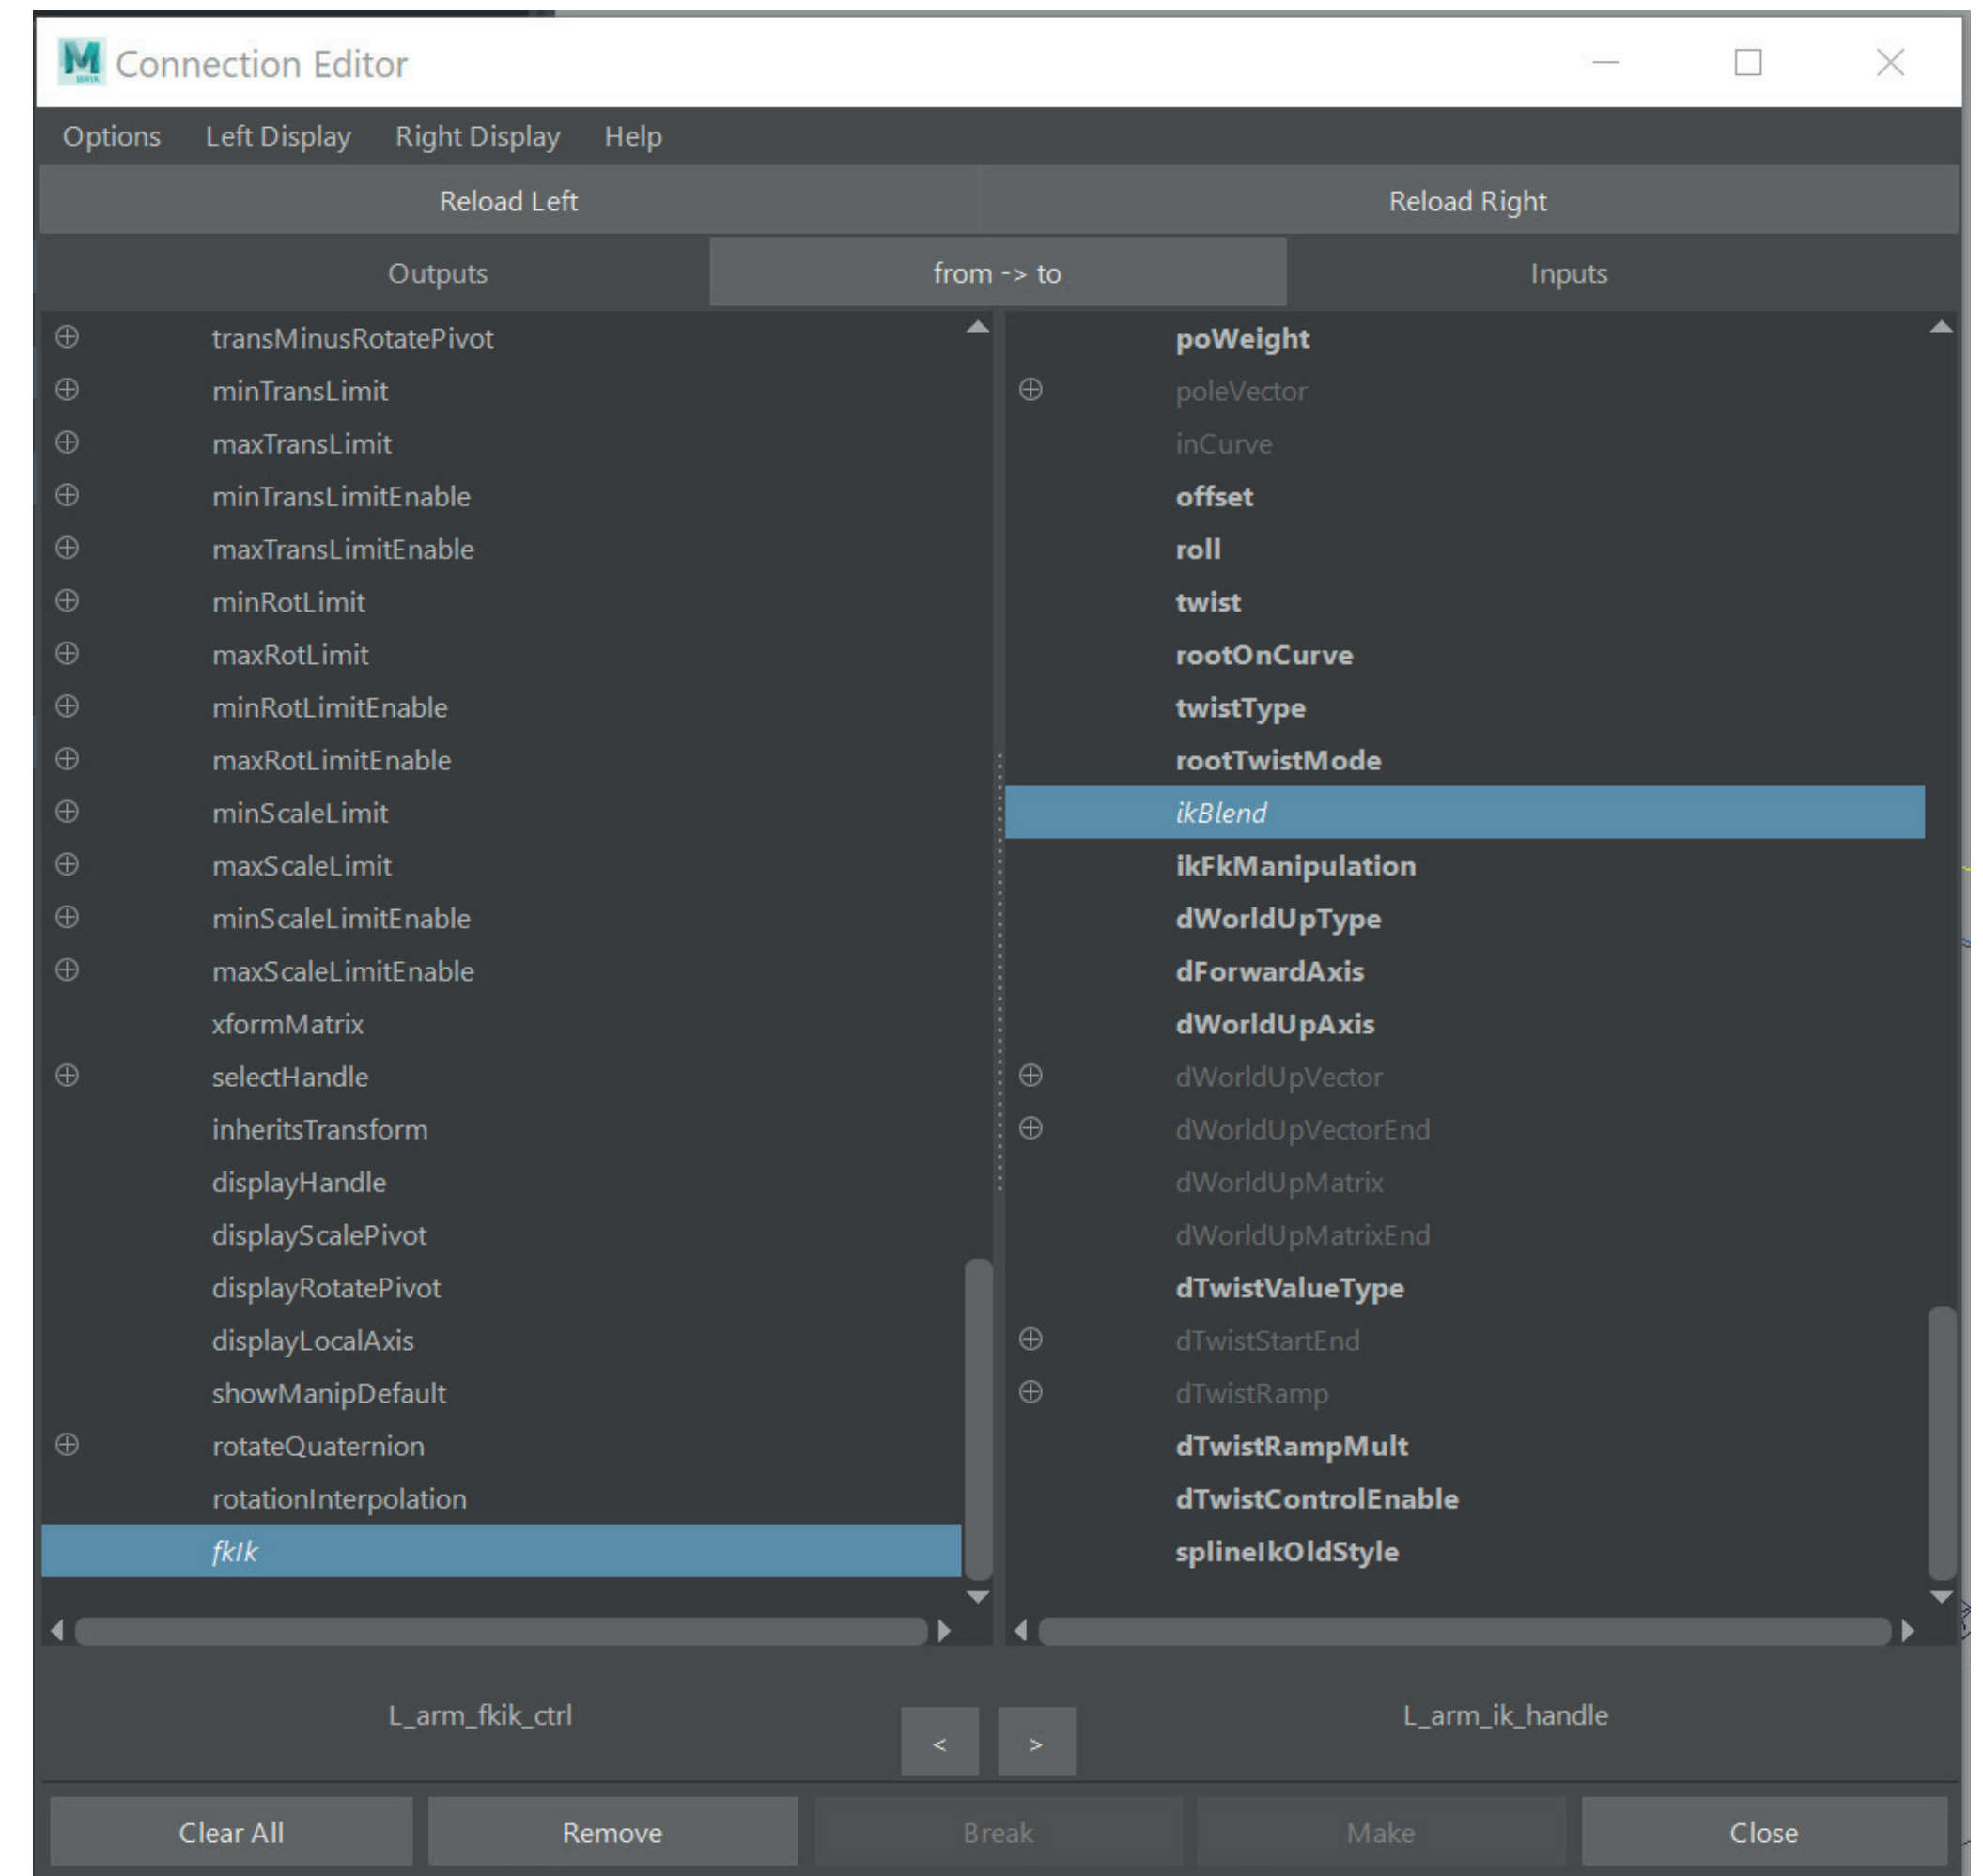 MAYA
Connection Editor
Options Left Display Right Display Help
Reload Left Reload Right
Outputs from -> to Inputs
transMinusRotatePivot poWeight
minTransLimit poleVector
maxTransLimit inCurve
minTransLimitEnable offset
maxTransLimitEnable roll
minRotLimit twist
maxRotLimit rootOnCurve
minRotLimitEnable twistType
maxRotLimitEnable rootTwistMode
minScaleLimit ikBlend
maxScaleLimit ikFkManipulation
minScaleLimitEnable dWorldUpType
maxScaleLimitEnable dForwardAxis
xformMatrix dWorldUpAxis
selectHandle dWorldUpVector
inheritsTransform dWorldUpVectorEnd
displayHandle dWorldUpMatrix
displayScalePivot dWorldUpMatrixEnd
displayRotatePivot dTwistValueType
displayLocalAxis dTwistStartEnd
showManipDefault dTwistRamp
rotateQuaternion dTwistRampMult
rotationInterpolation dTwistControlEnable
fkIk splineIkOldStyle
L_arm_fkik_ctrl < > L_arm_ik_handle
Clear All Remove Break Make Close